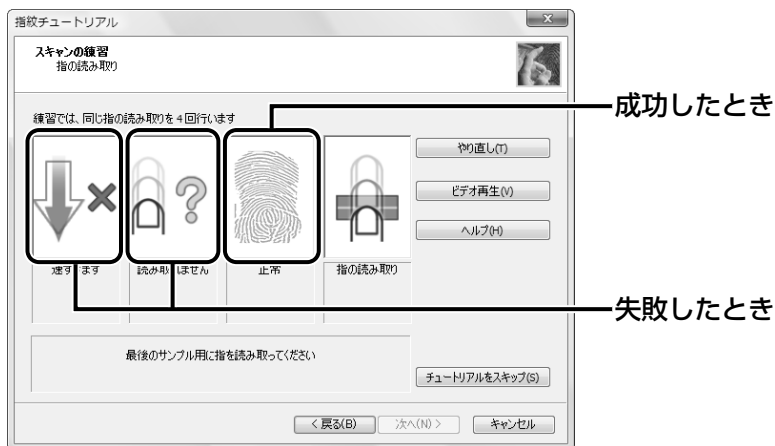 指紋チュートリアル
スキャンの練習
指の読み取り
練習では、同じ指の読み取りを4回行います
成功したとき
やり直し(T)
ビデオ再生(V)
ヘルプ(H)
正常
指の読み取り
失敗したとき
最後のサンプル用に指を読み取ってください
チュートリアルをスキップ(S)
< 戻る(B)
次へ(N) >
キャンセル